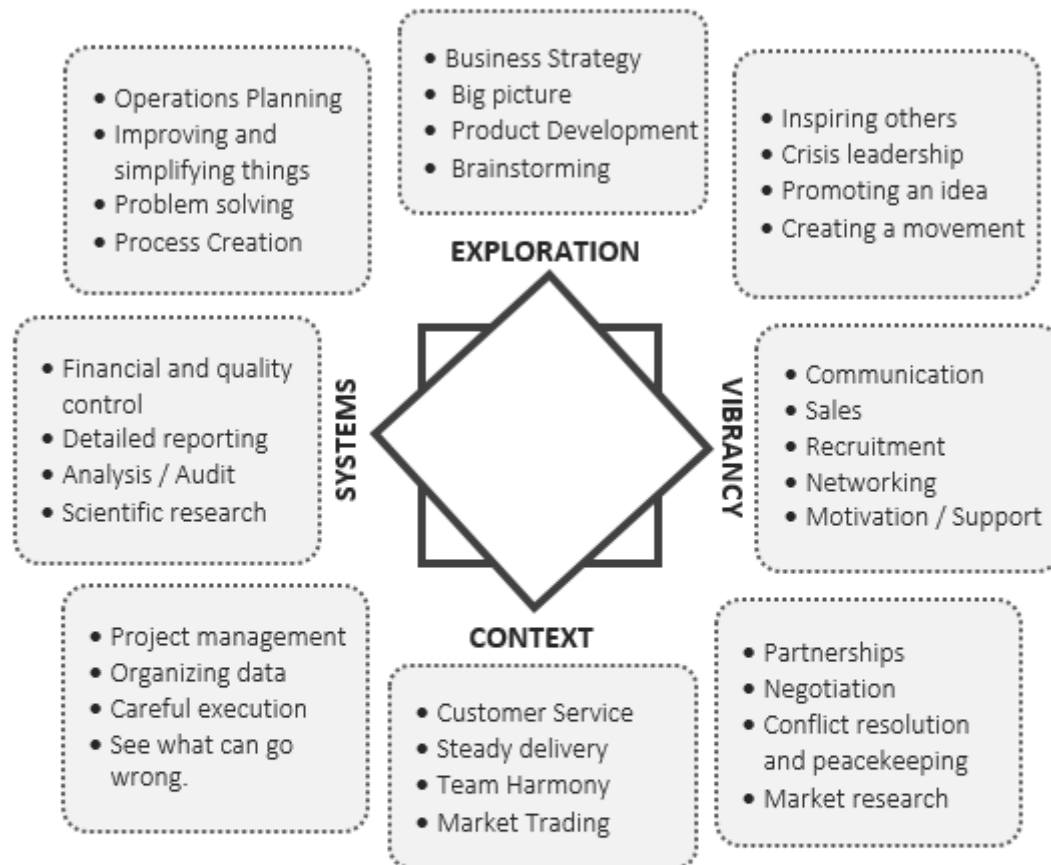 • Business Strategy
• Big picture
• Product Development
• Brainstorming
• Operations Planning
• Improving and
simplifying things
• Problem solving
• Process Creation
• Inspiring others
• Crisis leadership
• Promoting an idea
• Creating a movement
EXPLORATION
• Financial and quality
control
• Detailed reporting
• Analysis / Audit
• Scientific research
SYSTEMS
VIBRANCY
• Communication
• Sales
• Recruitment
• Networking
• Motivation / Support
• Project management
• Organizing data
• Careful execution
• See what can go
wrong.
CONTEXT
• Customer Service
• Steady delivery
• Team Harmony
• Market Trading
• Partnerships
• Negotiation
• Conflict resolution
and peacekeeping
• Market research